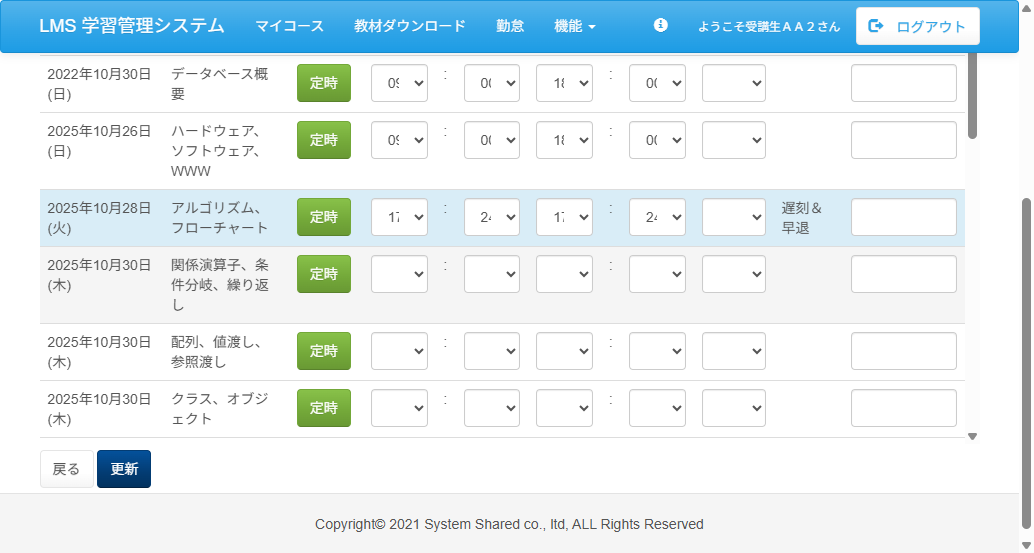 LMS 学習管理システム マイコース 教材ダウンロード 勤怠 機能 ようこそ受講生ＡＡ２さん ログアウト
2022年10月30日 データベース概 定時 : 18 :
(日) 要
2025年10月26日 ハードウェア、 定時 : 18 :
(日) ソフトウェア、
WWW
2025年10月28日 アルゴリズム、 定時 17 : 24 17 : 24 遅刻＆
(火) フローチャート 早退
2025年10月30日 関係演算子、条 定時 : :
(木) 件分岐、繰り返
し
2025年10月30日 配列、値渡し、 定時 : :
(木) 参照渡し
2025年10月30日 クラス、オブジ 定時 : :
(木) ェクト
戻る 更新
Copyright© 2021 System Shared co., ltd, ALL Rights Reserved